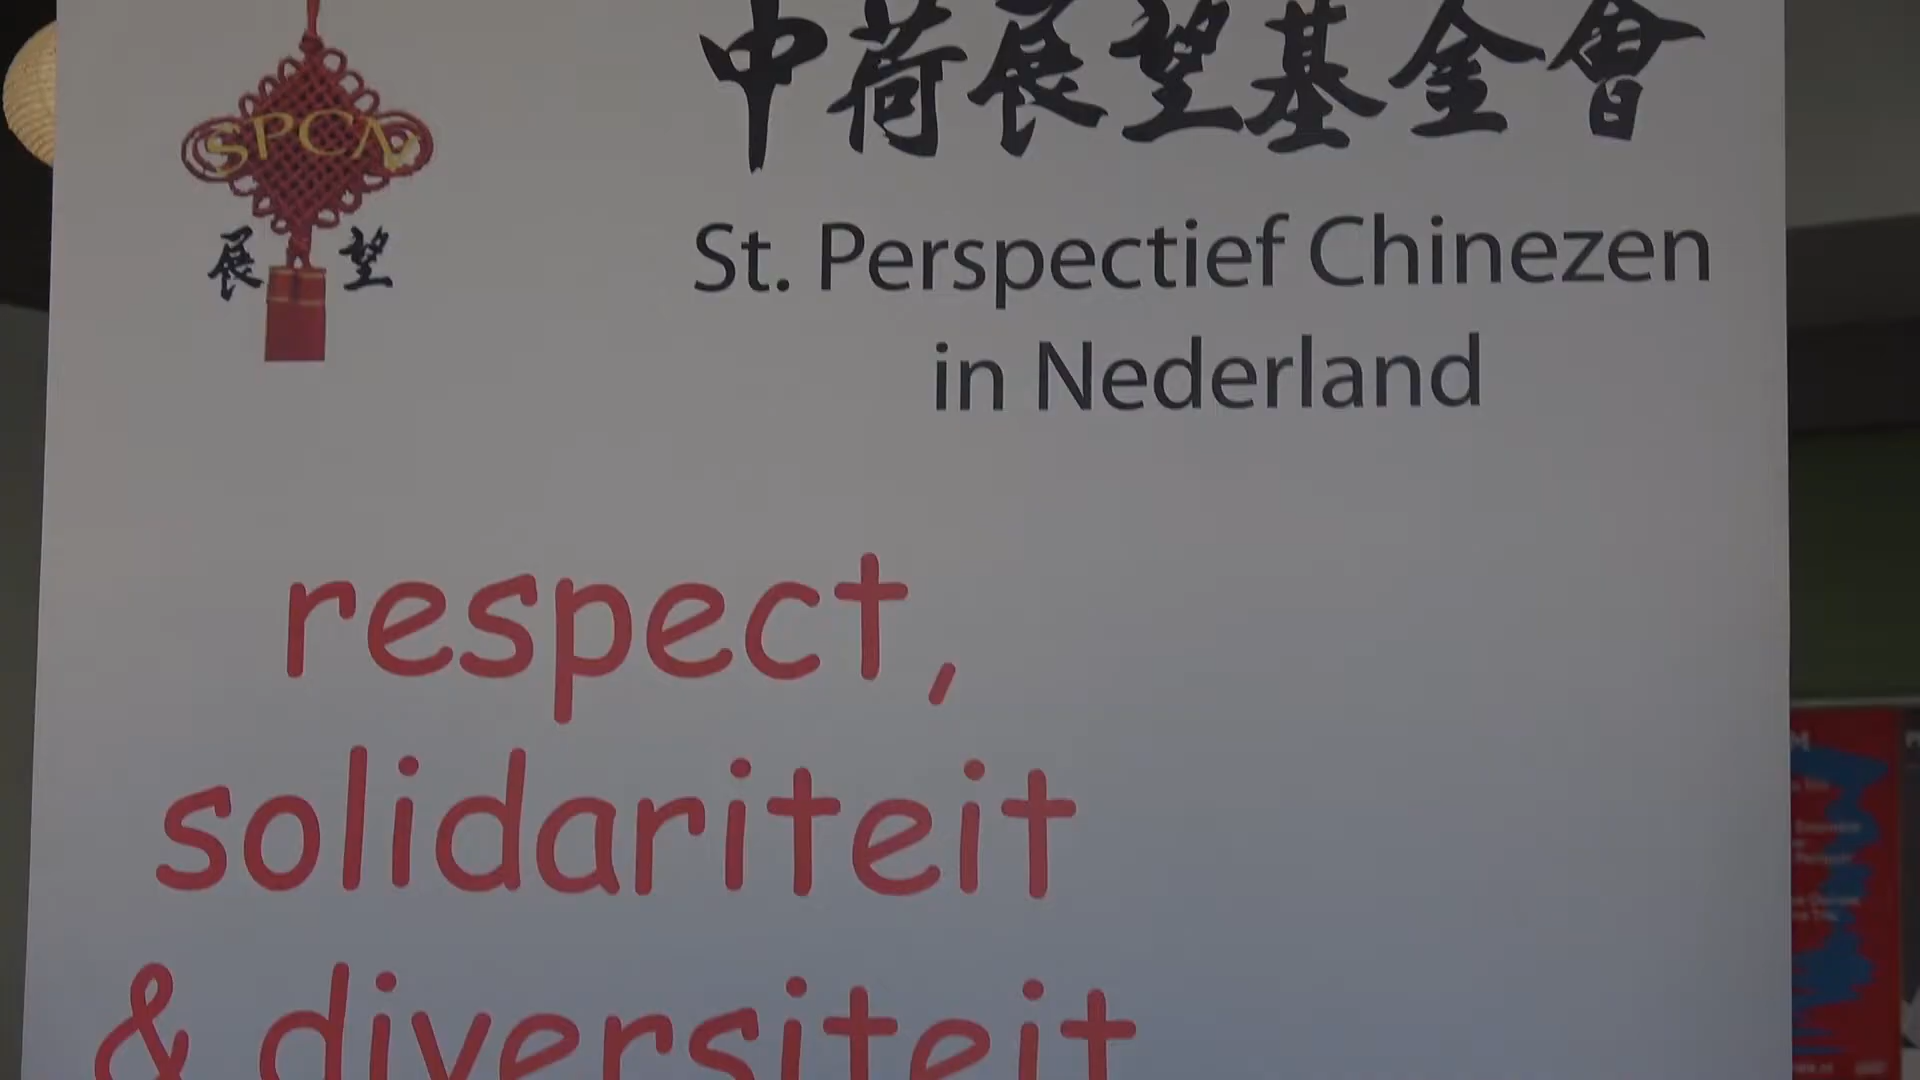 中荷展望基金會
SPCN
展 望
St. Perspectief Chinezen
in Nederland
respect,
solidariteit
& diversiteit